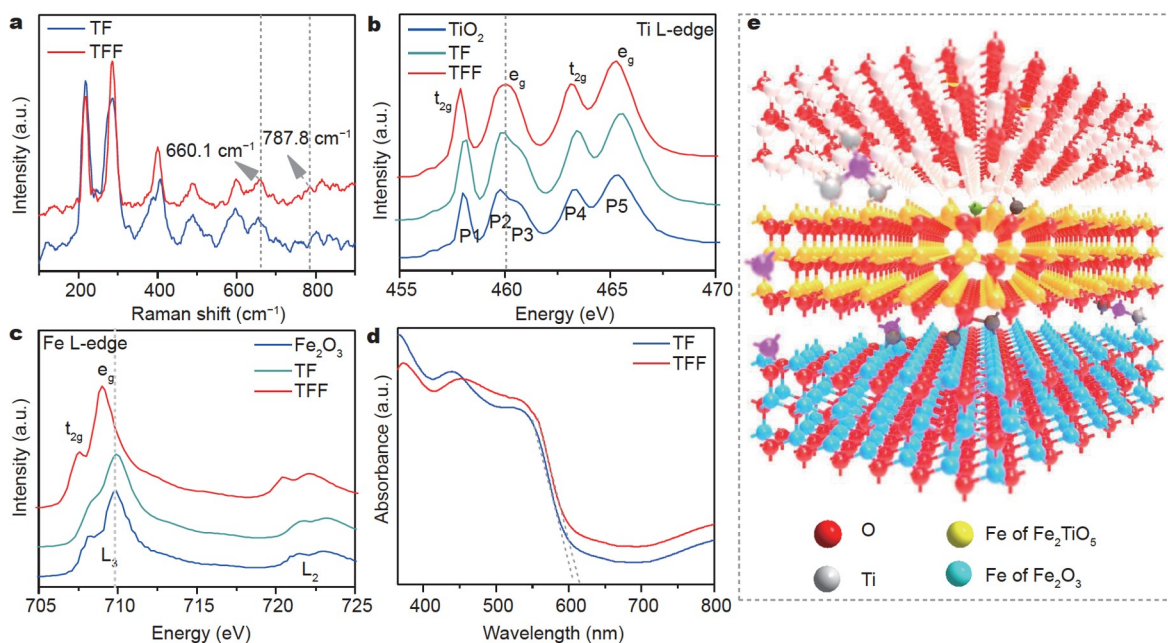 a
TF
TFF
660.1 cm⁻¹
787.8 cm⁻¹
Intensity (a.u.)
200 400 600 800
Raman shift (cm⁻¹)
b
TiO₂
TF
TFF
Ti L-edge
t₂g
e_g
t₂g
e_g
P1
P2
P3
P4
P5
Intensity (a.u.)
455 460 465 470
Energy (eV)
c
Fe L-edge
Fe₂O₃
TF
TFF
e_g
t₂g
L₃
L₂
Intensity (a.u.)
705 710 715 720 725
Energy (eV)
d
TF
TFF
Absorbance (a.u.)
400 500 600 700 800
Wavelength (nm)
e
O
Fe of Fe₂TiO₅
Ti
Fe of Fe₂O₃